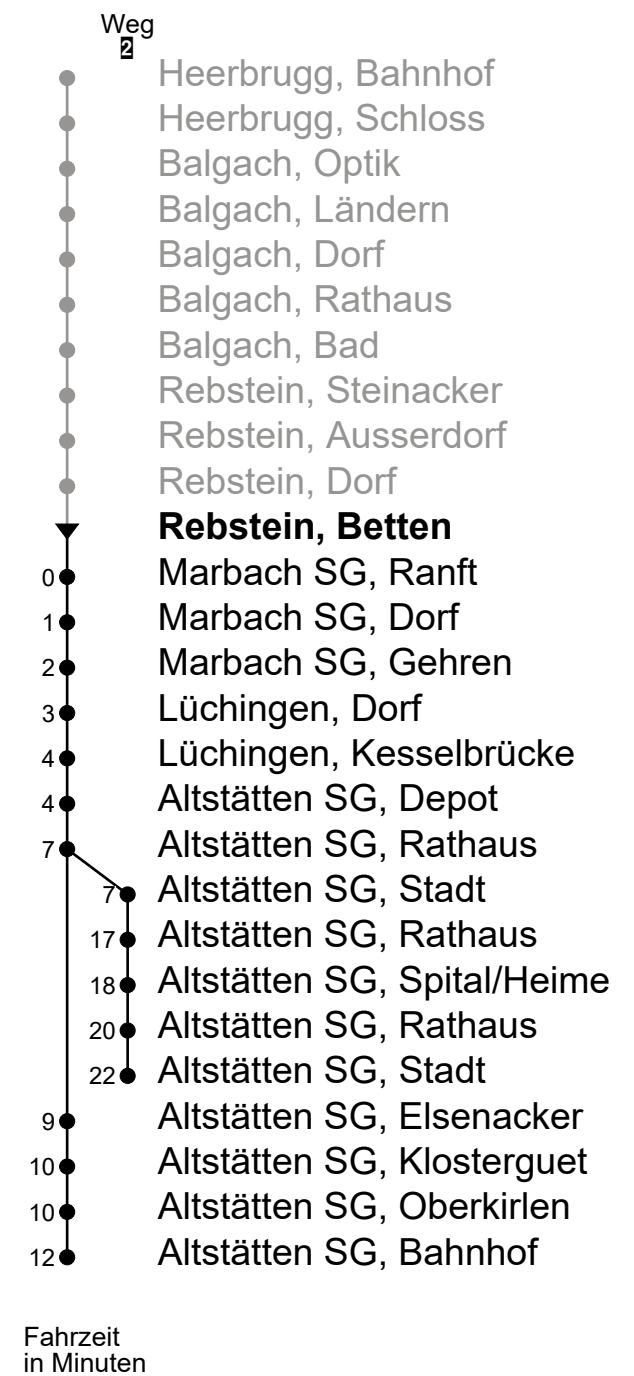 Weg
2
Heerbrugg, Bahnhof
Heerbrugg, Schloss
Balgach, Optik
Balgach, Ländern
Balgach, Dorf
Balgach, Rathaus
Balgach, Bad
Rebstein, Steinacker
Rebstein, Ausserdorf
Rebstein, Dorf
Rebstein, Betten
0 Marbach SG, Ranft
1 Marbach SG, Dorf
2 Marbach SG, Gehren
3 Lüchingen, Dorf
4 Lüchingen, Kesselbrücke
4 Altstätten SG, Depot
7 Altstätten SG, Rathaus
7 Altstätten SG, Stadt
17 Altstätten SG, Rathaus
18 Altstätten SG, Spital/Heime
20 Altstätten SG, Rathaus
22 Altstätten SG, Stadt
9 Altstätten SG, Elsenacker
10 Altstätten SG, Klosterguet
10 Altstätten SG, Oberkirlen
12 Altstätten SG, Bahnhof
Fahrzeit
in Minuten